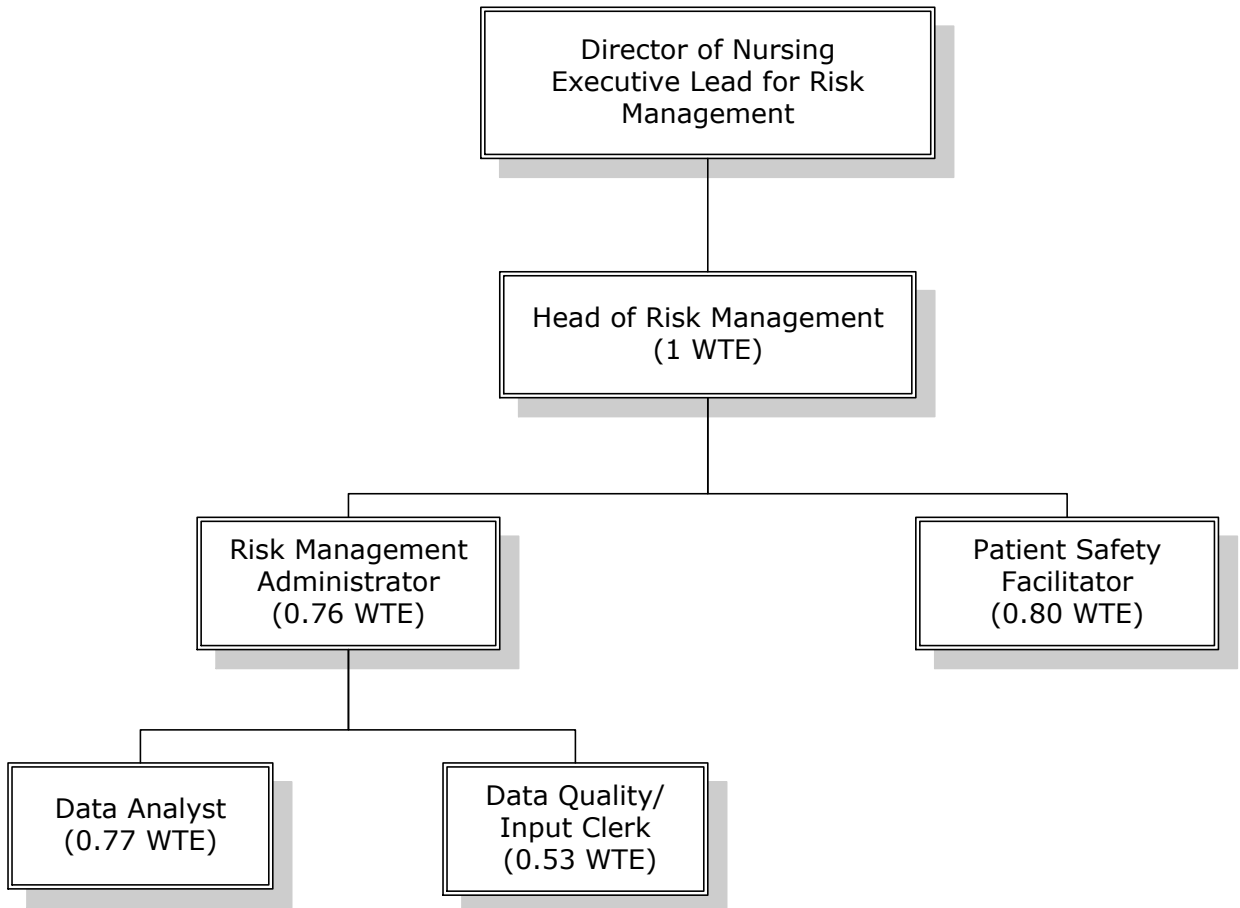 Director of Nursing
Executive Lead for Risk
Management
Head of Risk Management
(1 WTE)
Risk Management
Administrator
(0.76 WTE)
Patient Safety
Facilitator
(0.80 WTE)
Data Analyst
(0.77 WTE)
Data Quality/
Input Clerk
(0.53 WTE)